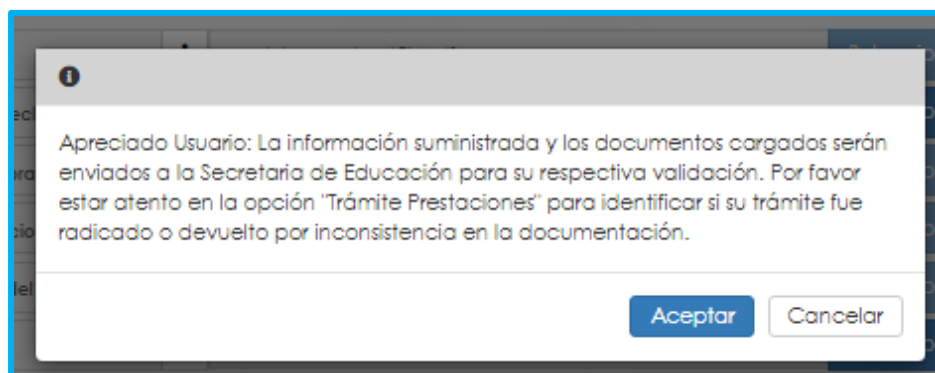 Apreciado Usuario: La información suministrada y los documentos cargados serán
enviados a la Secretaria de Educación para su respectiva validación. Por favor
estar atento en la opción "Trámite Prestaciones" para identificar si su trámite fue
radicado o devuelto por inconsistencia en la documentación.
Aceptar
Cancelar